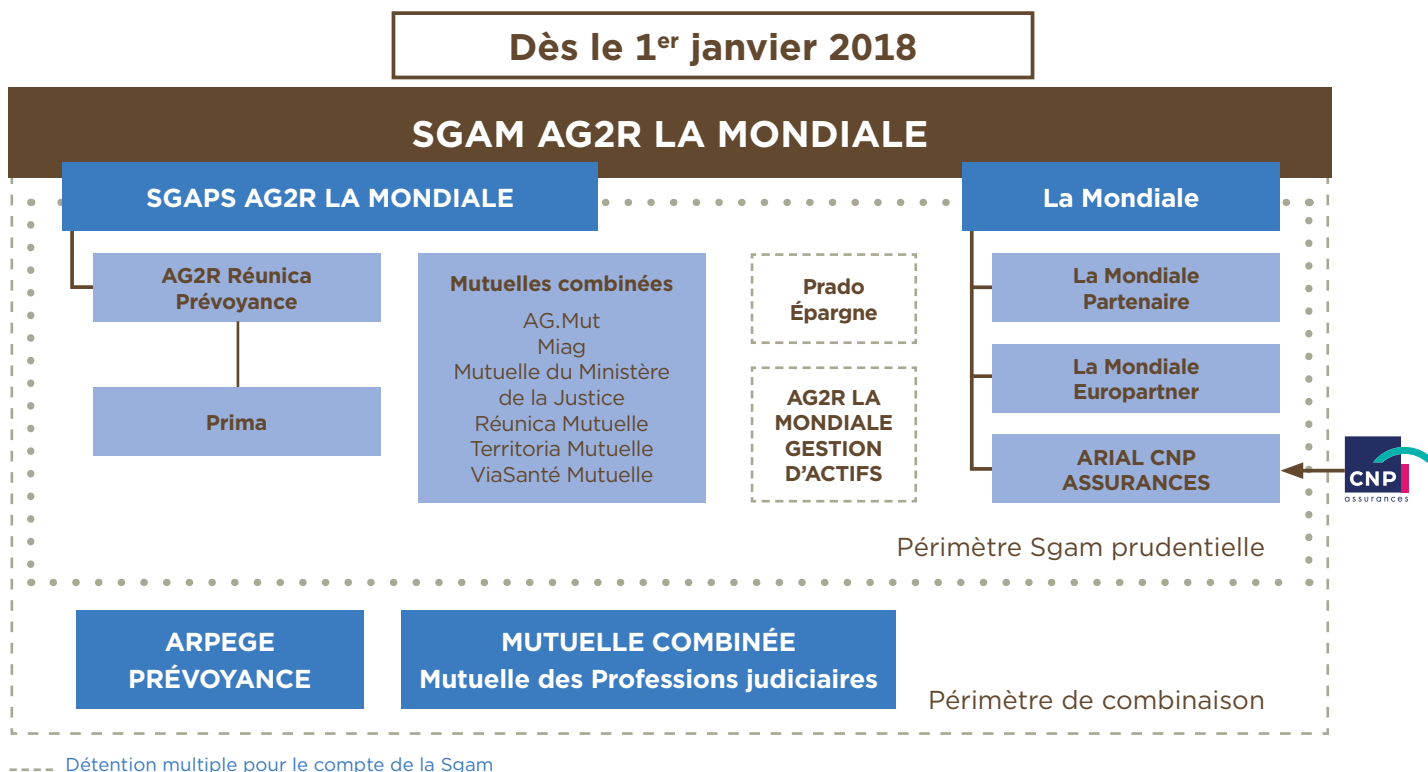 Dès le 1er janvier 2018
SGAM AG2R LA MONDIALE
SGAPS AG2R LA MONDIALE
La Mondiale
AG2R Réunica
Prévoyance
Prima
Mutuelles combinées
AG.Mut
Miag
Mutuelle du Ministère
de la Justice
Réunica Mutuelle
Territoria Mutuelle
ViaSanté Mutuelle
Prado
Épargne
AG2R LA
MONDIALE
GESTION
D’ACTIFS
La Mondiale
Partenaire
La Mondiale
Europartner
ARIAL CNP
ASSURANCES
CNP
assurances
Périmètre Sgam prudentielle
ARPEGE
PRÉVOYANCE
MUTUELLE COMBINÉE
Mutuelle des Professions judiciaires
Périmètre de combinaison
Détention multiple pour le compte de la Sgam